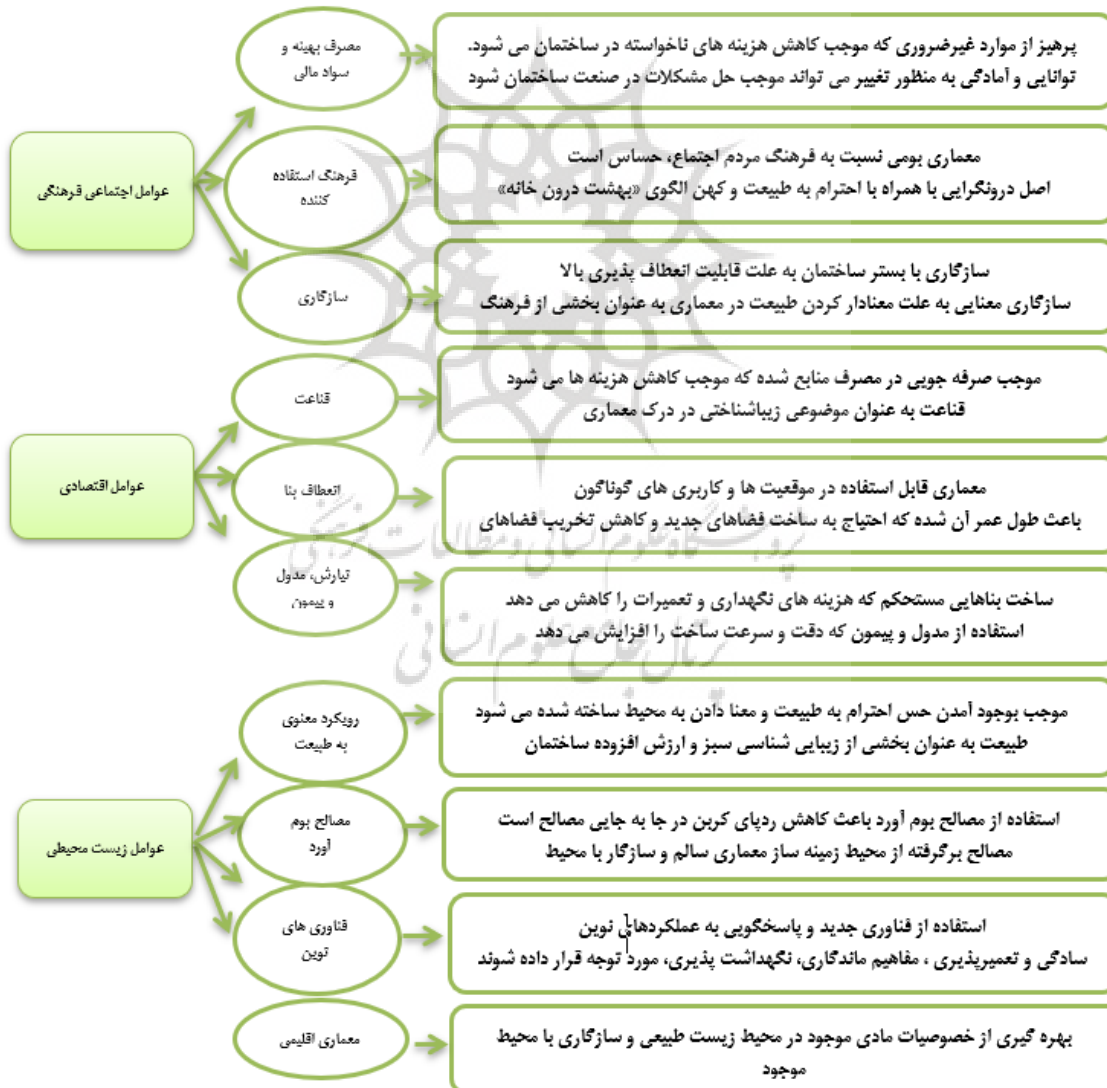 مصرف بهینه و
سواد مالی
پرهیز از موارد غیرضروری که موجب کاهش هزینه های ناخواسته در ساختمان می شود.
توانایی و آمادگی به منظور تغییر می تواند موجب حل مشکلات در صنعت ساختمان شود
عوامل اجتماعی فرهنگی
فرهنگ استفاده
کننده
معماری بومی نسبت به فرهنگ مردم اجتماع، حساس است
اصل درونگرایی با همراه با احترام به طبیعت و کهن الگوی «بهشت درون خانه»
سازگاری
سازگاری با بستر ساختمان به علت قابلیت انعطاف پذیری بالا
سازگاری معنایی به علت معنادار کردن طبیعت در معماری به عنوان بخشی از فرهنگ
قناعت
موجب صرفه جویی در مصرف منابع شده که موجب کاهش هزینه ها می شود
قناعت به عنوان موضوعی زیباشناختی در درک معماری
عوامل اقتصادی
انعطاف بنا
معماری قابل استفاده در موقعیت ها و کاربری های گوناگون
باعث طول عمر آن شده که احتیاج به ساخت فضاهای جدید و کاهش تخریب فضاهای
پژوهشگاه علوم انسانی و مطالعات فرهنگی
نیارش، مدول
و پیمون
ساخت بناهایی مستحکم که هزینه های نگهداری و تعمیرات را کاهش می دهد
استفاده از مدول و پیمون که دقت و سرعت ساخت را افزایش می دهد
پرتال جامع علوم انسانی
رویکرد معنوی
به طبیعت
موجب بوجود آمدن حس احترام به طبیعت و معنا دادن به محیط ساخته شده می شود
طبیعت به عنوان بخشی از زیبایی شناسی سبز و ارزش افزوده ساختمان
عوامل زیست محیطی
مصالح بوم
آورد
استفاده از مصالح بوم آورد باعث کاهش ردپای کربن در جا به جایی مصالح است
مصالح برگرفته از محیط زمینه ساز معماری سالم و سازگار با محیط
فناوری های
نوین
استفاده از فناوری جدید و پاسخگویی به عملکردهای نوین
سادگی و تعمیرپذیری ، مفاهیم ماندگاری، نگهداشت پذیری، مورد توجه قرار داده شوند
معماری اقلیمی
بهره گیری از خصوصیات مادی موجود در محیط زیست طبیعی و سازگاری با محیط
موجود